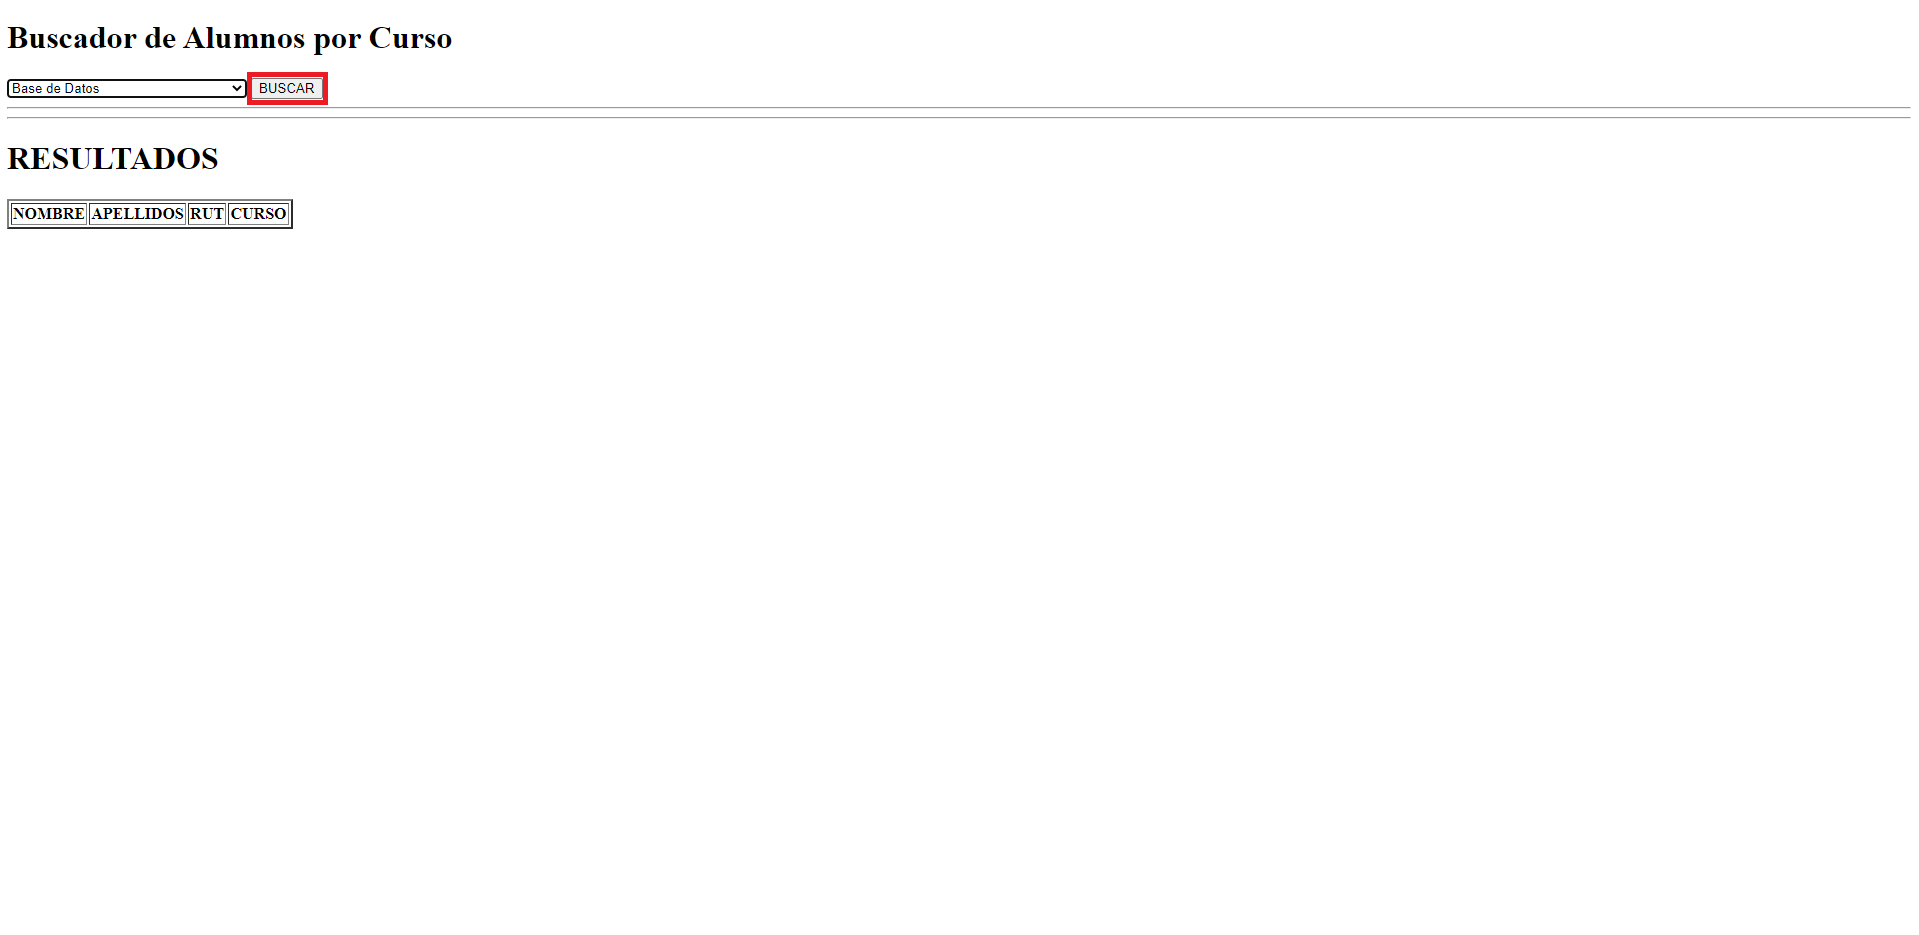 Buscador de Alumnos por Curso
Base de Datos BUSCAR
RESULTADOS
NOMBRE APELLIDOS RUT CURSO